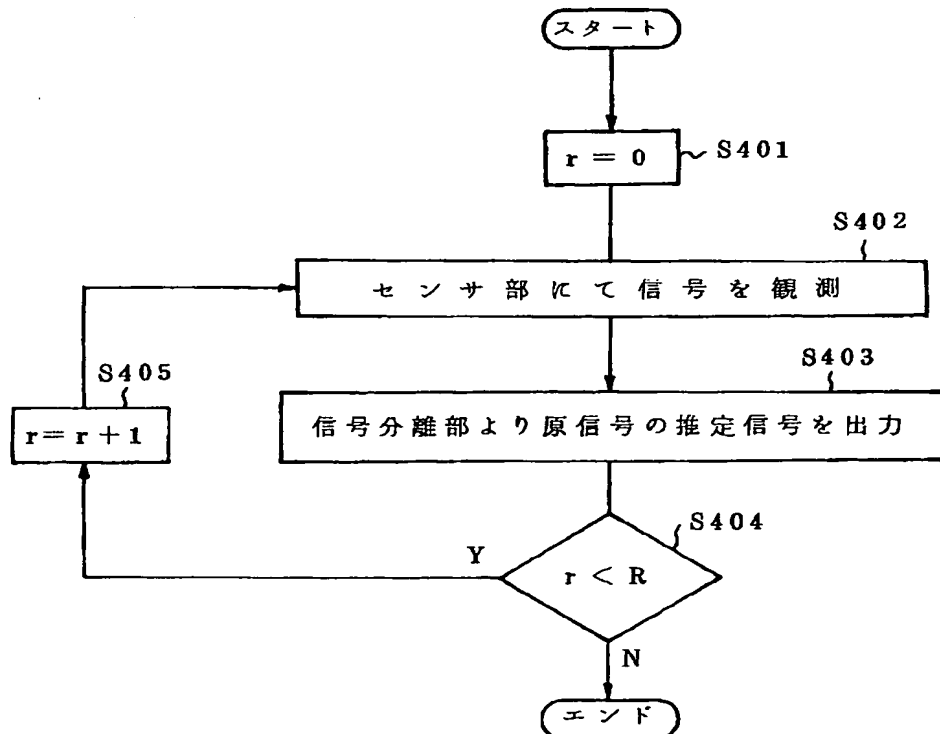 スタート
r = 0
S401
S402
センサ部にて信号を観測
S403
信号分離部より原信号の推定信号を出力
S404
r < R
Y
S405
r = r + 1
N
エンド